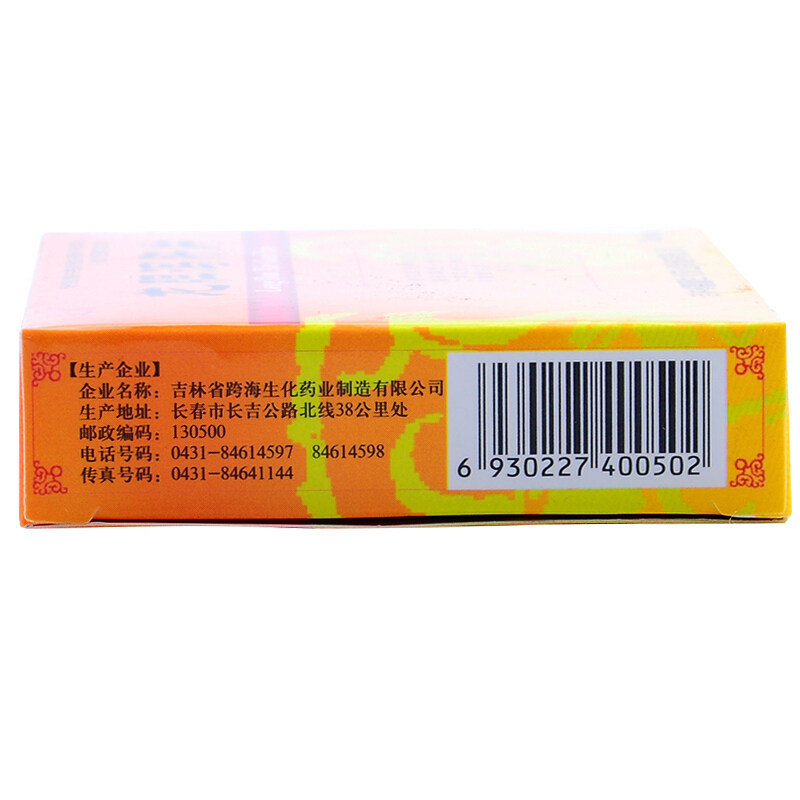 【生产企业】
企业名称：吉林省跨海生化药业制造有限公司
生产地址：长春市长吉公路北线38公里处
邮政编码：130500
电话号码：0431-84614597 84614598
传真号码：0431-84641144
6 930227 400502